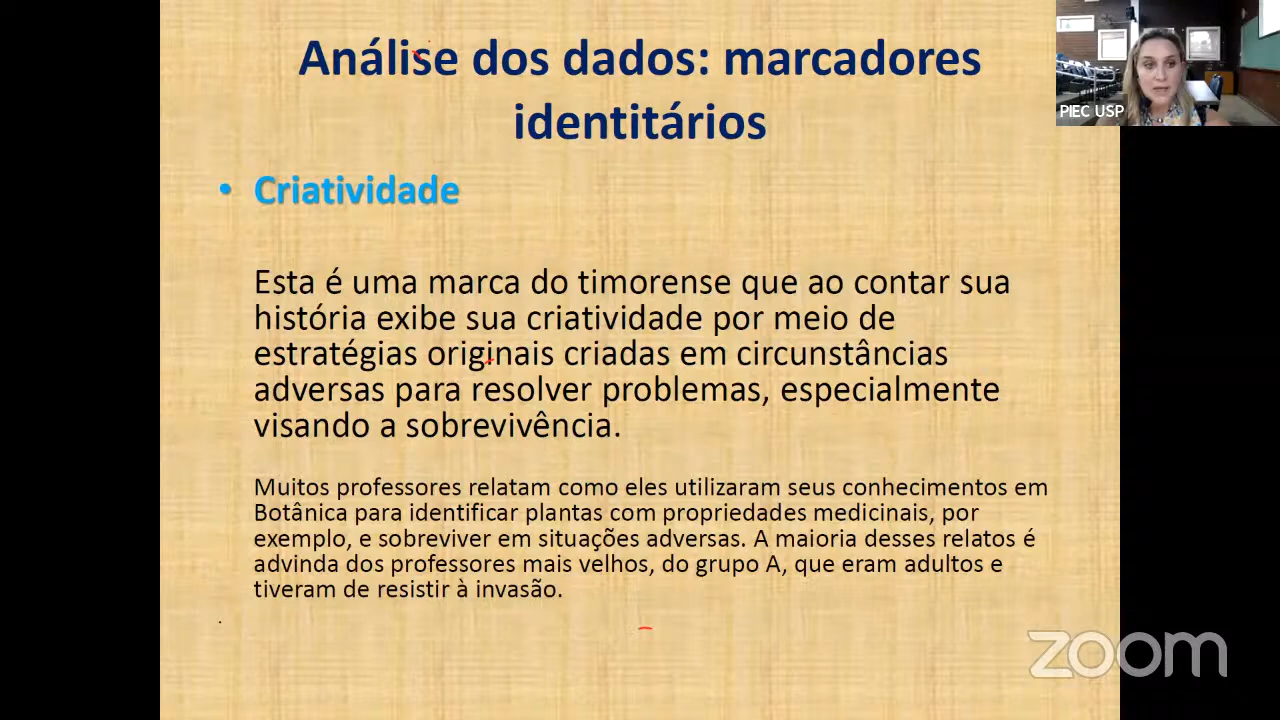 Análise dos dados: marcadores
identitários
PIEC USP
• Criatividade
Esta é uma marca do timorense que ao contar sua
história exibe sua criatividade por meio de
estratégias originais criadas em circunstâncias
adversas para resolver problemas, especialmente
visando a sobrevivência.
Muitos professores relatam como eles utilizaram seus conhecimentos em
Botânica para identificar plantas com propriedades medicinais, por
exemplo, e sobreviver em situações adversas. A maioria desses relatos é
advinda dos professores mais velhos, do grupo A, que eram adultos e
tiveram de resistir à invasão.
.
zoom